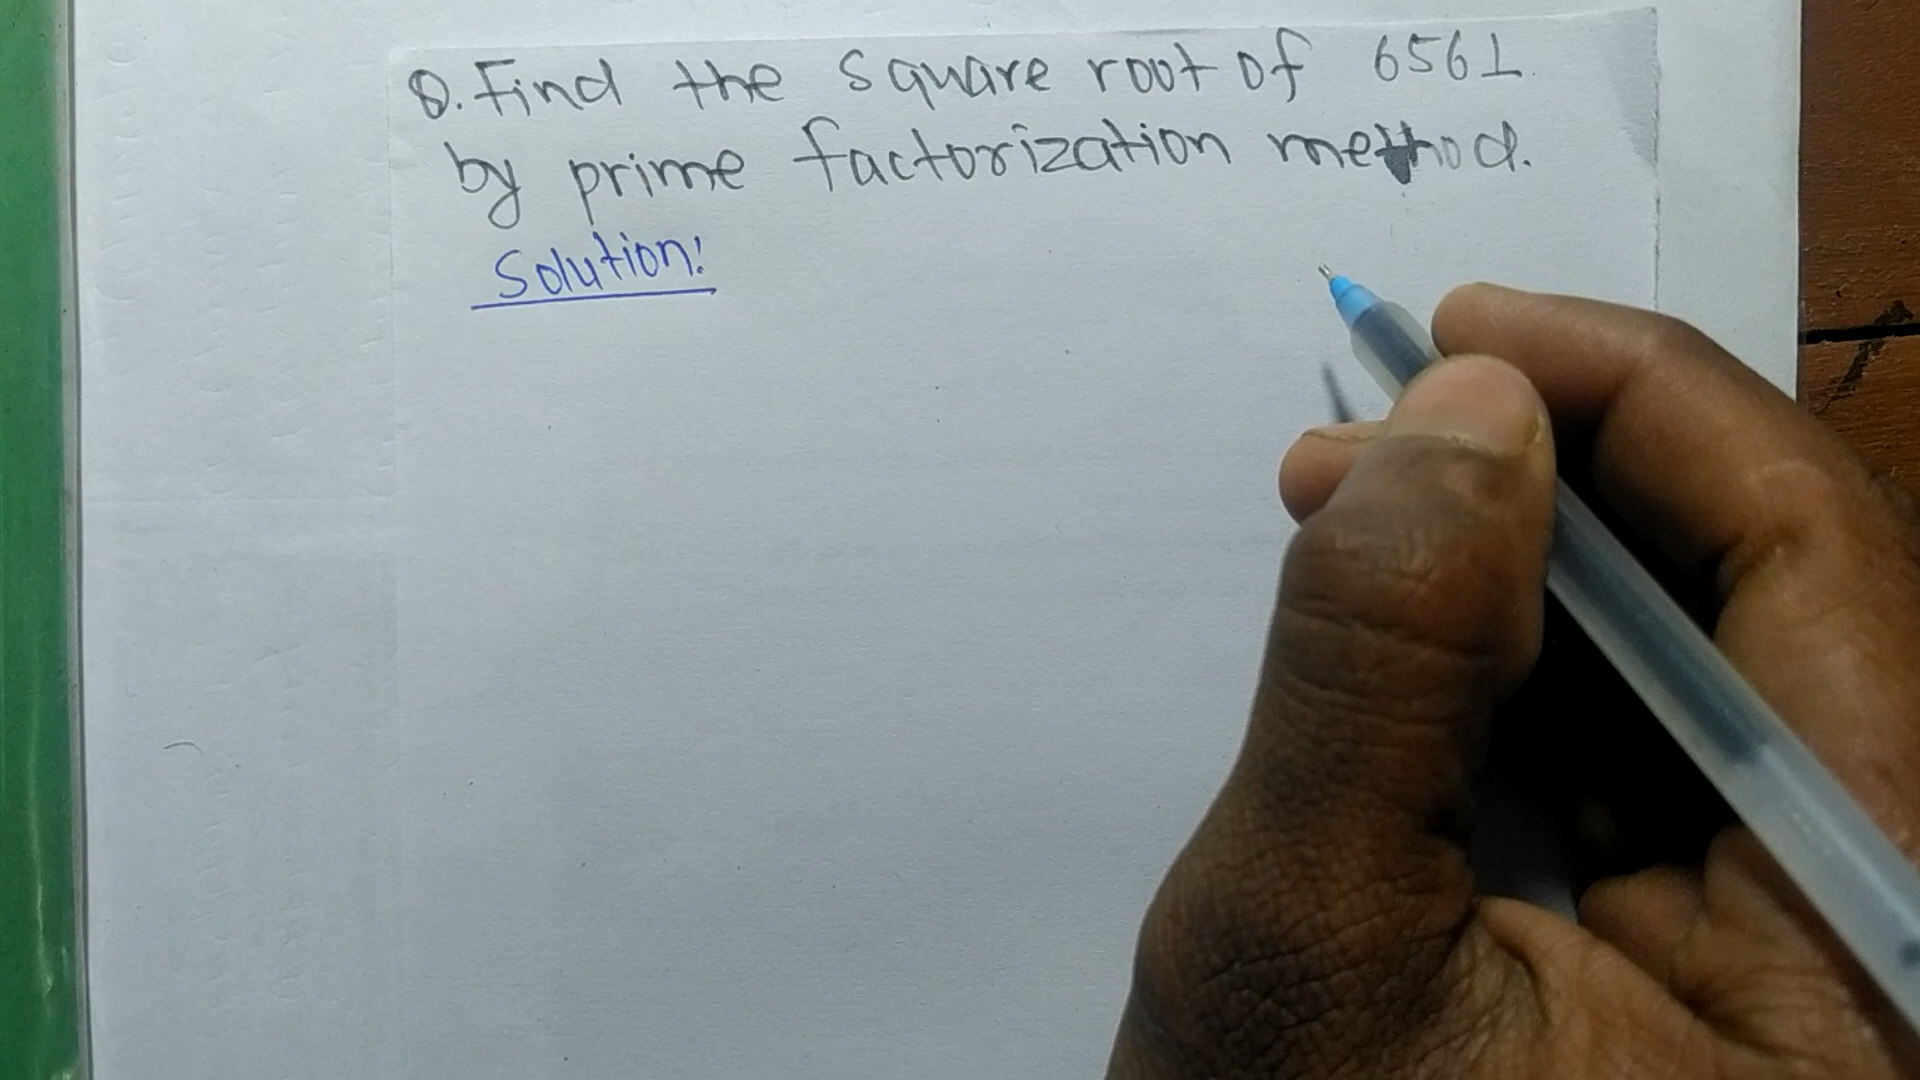 Q. Find the square root of 6561
by prime factorization method.
Solution: